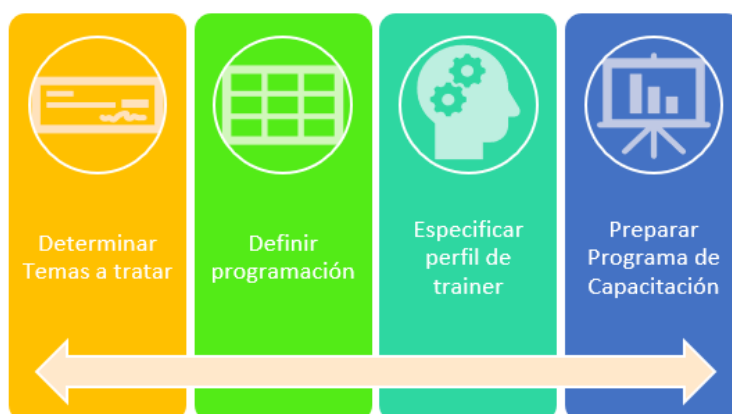 Determinar
Temas a tratar
Definir
programación
Especificar
perfil de
trainer
Preparar
Programa de
Capacitación